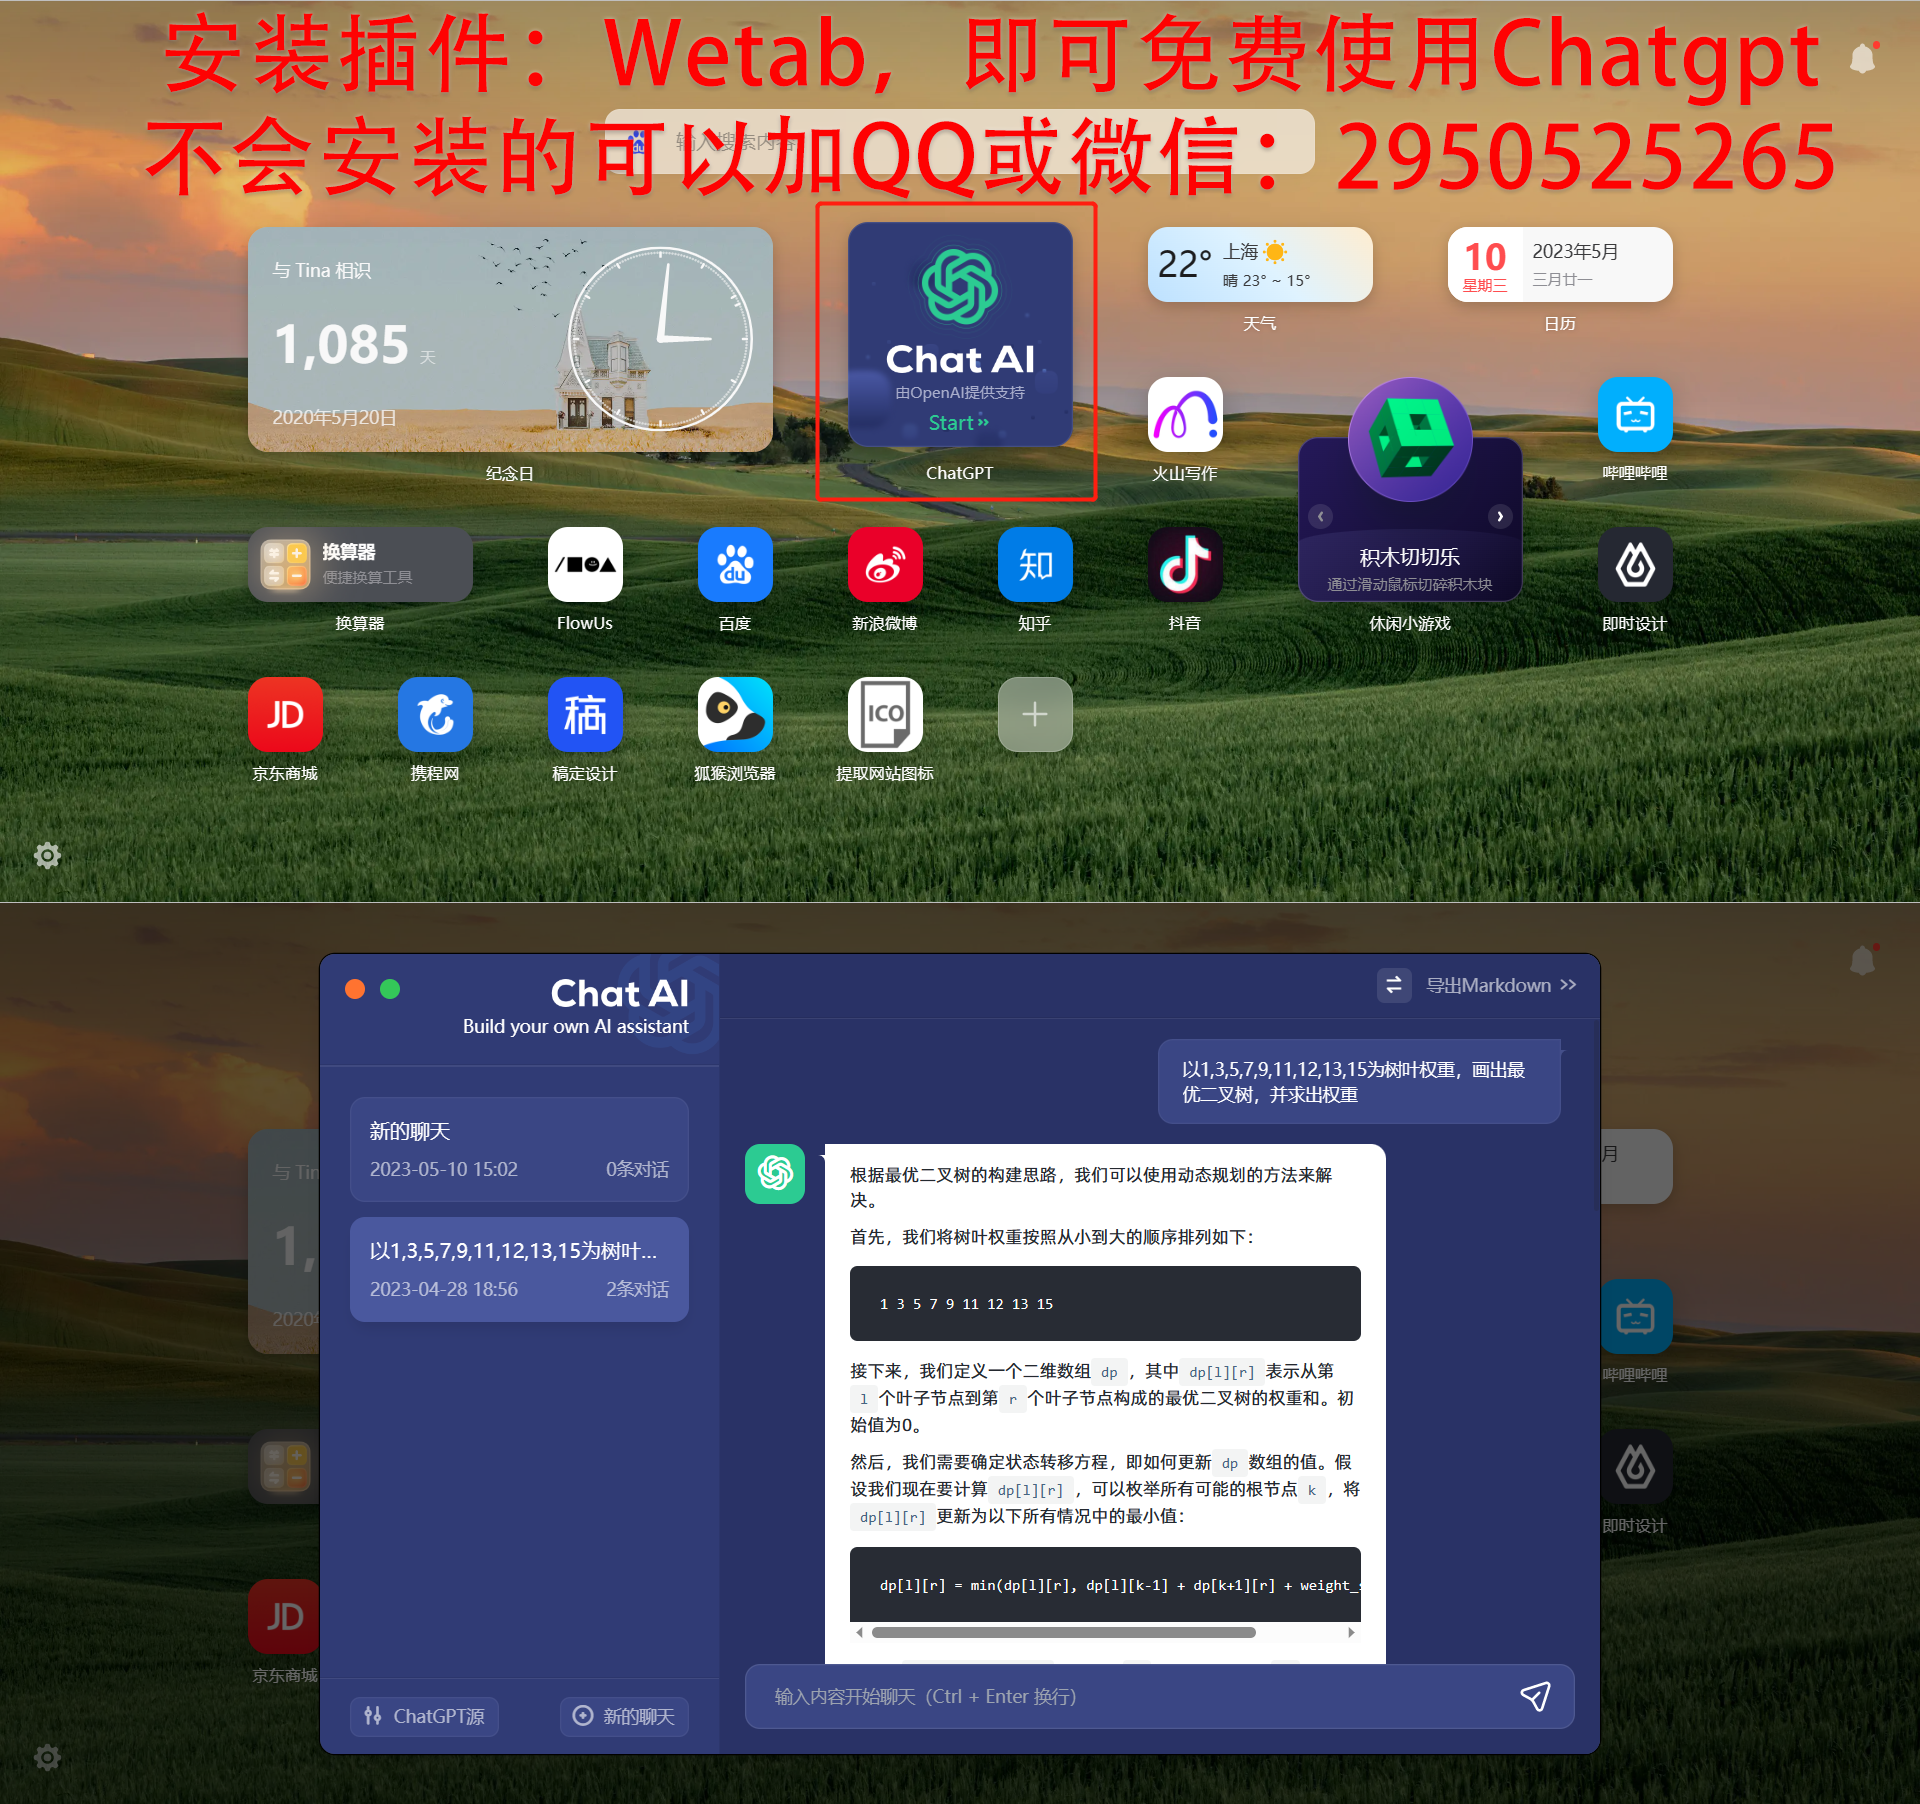 安装插件：Wetab，即可免费使用Chatgpt
不会安装的可以加QQ或微信：2950525265
与 Tina 相识
1,085 天
2020年5月20日
纪念日
Chat AI
由OpenAI提供支持
Start »
ChatGPT
22° 上海
晴 23° ~ 15°
天气
10
星期三
2023年5月
三月廿一
日历
火山写作
积木切切乐
通过滑动鼠标切碎积木块
休闲小游戏
哔哩哔哩
换算器
便捷换算工具
换算器
FlowUs
du
百度
新浪微博
知
知乎
抖音
即时设计
JD
京东商城
携程网
稿
稿定设计
狐猴浏览器
ICO
提取网站图标
Chat AI
Build your own AI assistant
导出Markdown >>
新的聊天
2023-05-10 15:02 0条对话
以1,3,5,7,9,11,12,13,15为树叶...
2023-04-28 18:56 2条对话
以1,3,5,7,9,11,12,13,15为树叶权重，画出最
优二叉树，并求出权重
根据最优二叉树的构建思路，我们可以使用动态规划的方法来解
决。
首先，我们将树叶权重按照从小到大的顺序排列如下：
1 3 5 7 9 11 12 13 15
接下来，我们定义一个二维数组 dp ，其中 dp[l][r] 表示从第
l 个叶子节点到第 r 个叶子节点构成的最优二叉树的权重和。初
始值为0。
然后，我们需要确定状态转移方程，即如何更新 dp 数组的值。假
设我们现在要计算 dp[l][r] ，可以枚举所有可能的根节点 k ，将
dp[l][r] 更新为以下所有情况中的最小值：
dp[l][r] = min(dp[l][r], dp[l][k-1] + dp[k+1][r] + weight_s
输入内容开始聊天（Ctrl + Enter 换行）
ChatGPT源
新的聊天
与 Tin
1,
2020
月
哔哩哔哩
即时设计
JD
京东商城